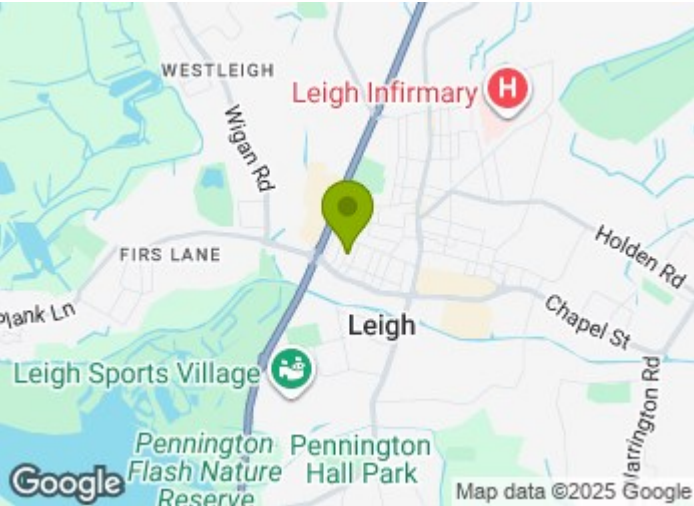 WESTLEIGH
Leigh Infirmary
H
Wigan Rd
Holden Rd
FIRS LANE
Plank Ln
Chapel St
Leigh
Leigh Sports Village
Warrington Rd
Pennington
Flash Nature
Reserve
Pennington
Hall Park
Google
Map data ©2025 Google